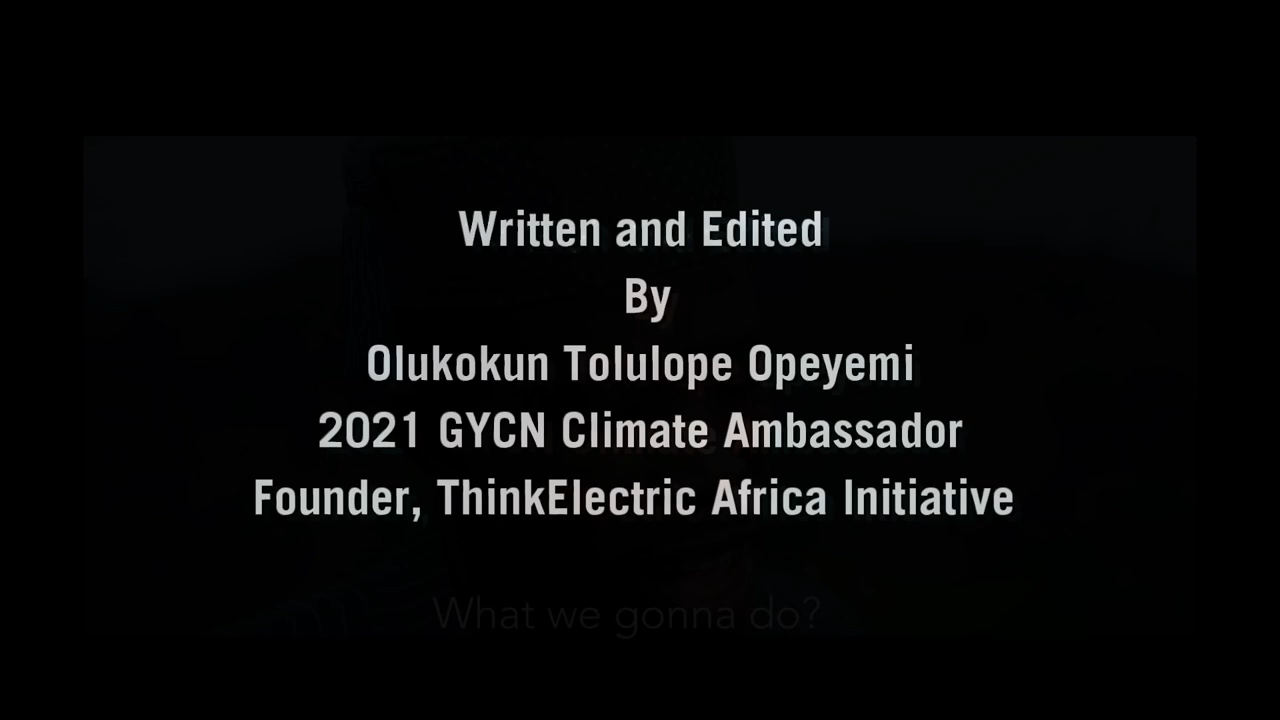 Written and Edited
By
Olukokun Tolulope Opeyemi
2021 GYCN Climate Ambassador
Founder, ThinkElectric Africa Initiative
What we gonna do?